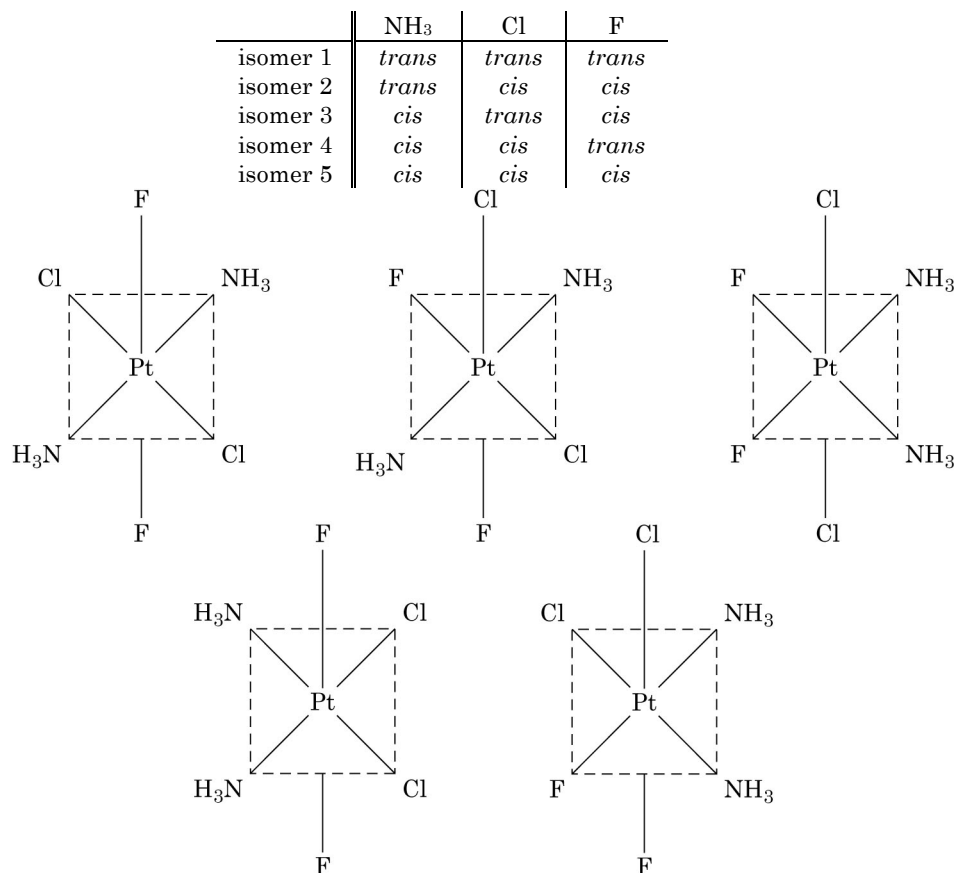 NH₃ Cl F
isomer 1 trans trans trans
isomer 2 trans cis cis
isomer 3 cis trans cis
isomer 4 cis cis trans
isomer 5 cis cis cis
F Cl Cl
Cl NH₃ F NH₃ F NH₃
Pt Pt Pt
H₃N Cl H₃N Cl F NH₃
F F Cl
F Cl
H₃N Cl Cl NH₃
Pt Pt
H₃N Cl F NH₃
F F